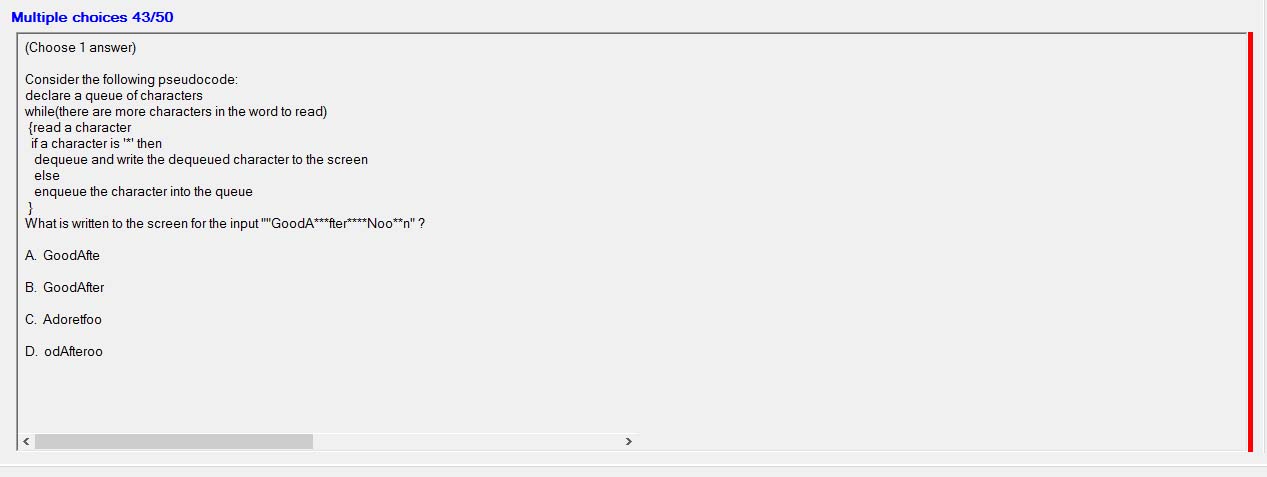 Multiple choices 43/50
(Choose 1 answer)
Consider the following pseudocode:
declare a queue of characters
while(there are more characters in the word to read)
{read a character
if a character is '*' then
dequeue and write the dequeued character to the screen
else
enqueue the character into the queue
}
What is written to the screen for the input ""GoodA***fter****Noo**n" ?
A. GoodAfte
B. GoodAfter
C. Adoretfoo
D. odAfteroo